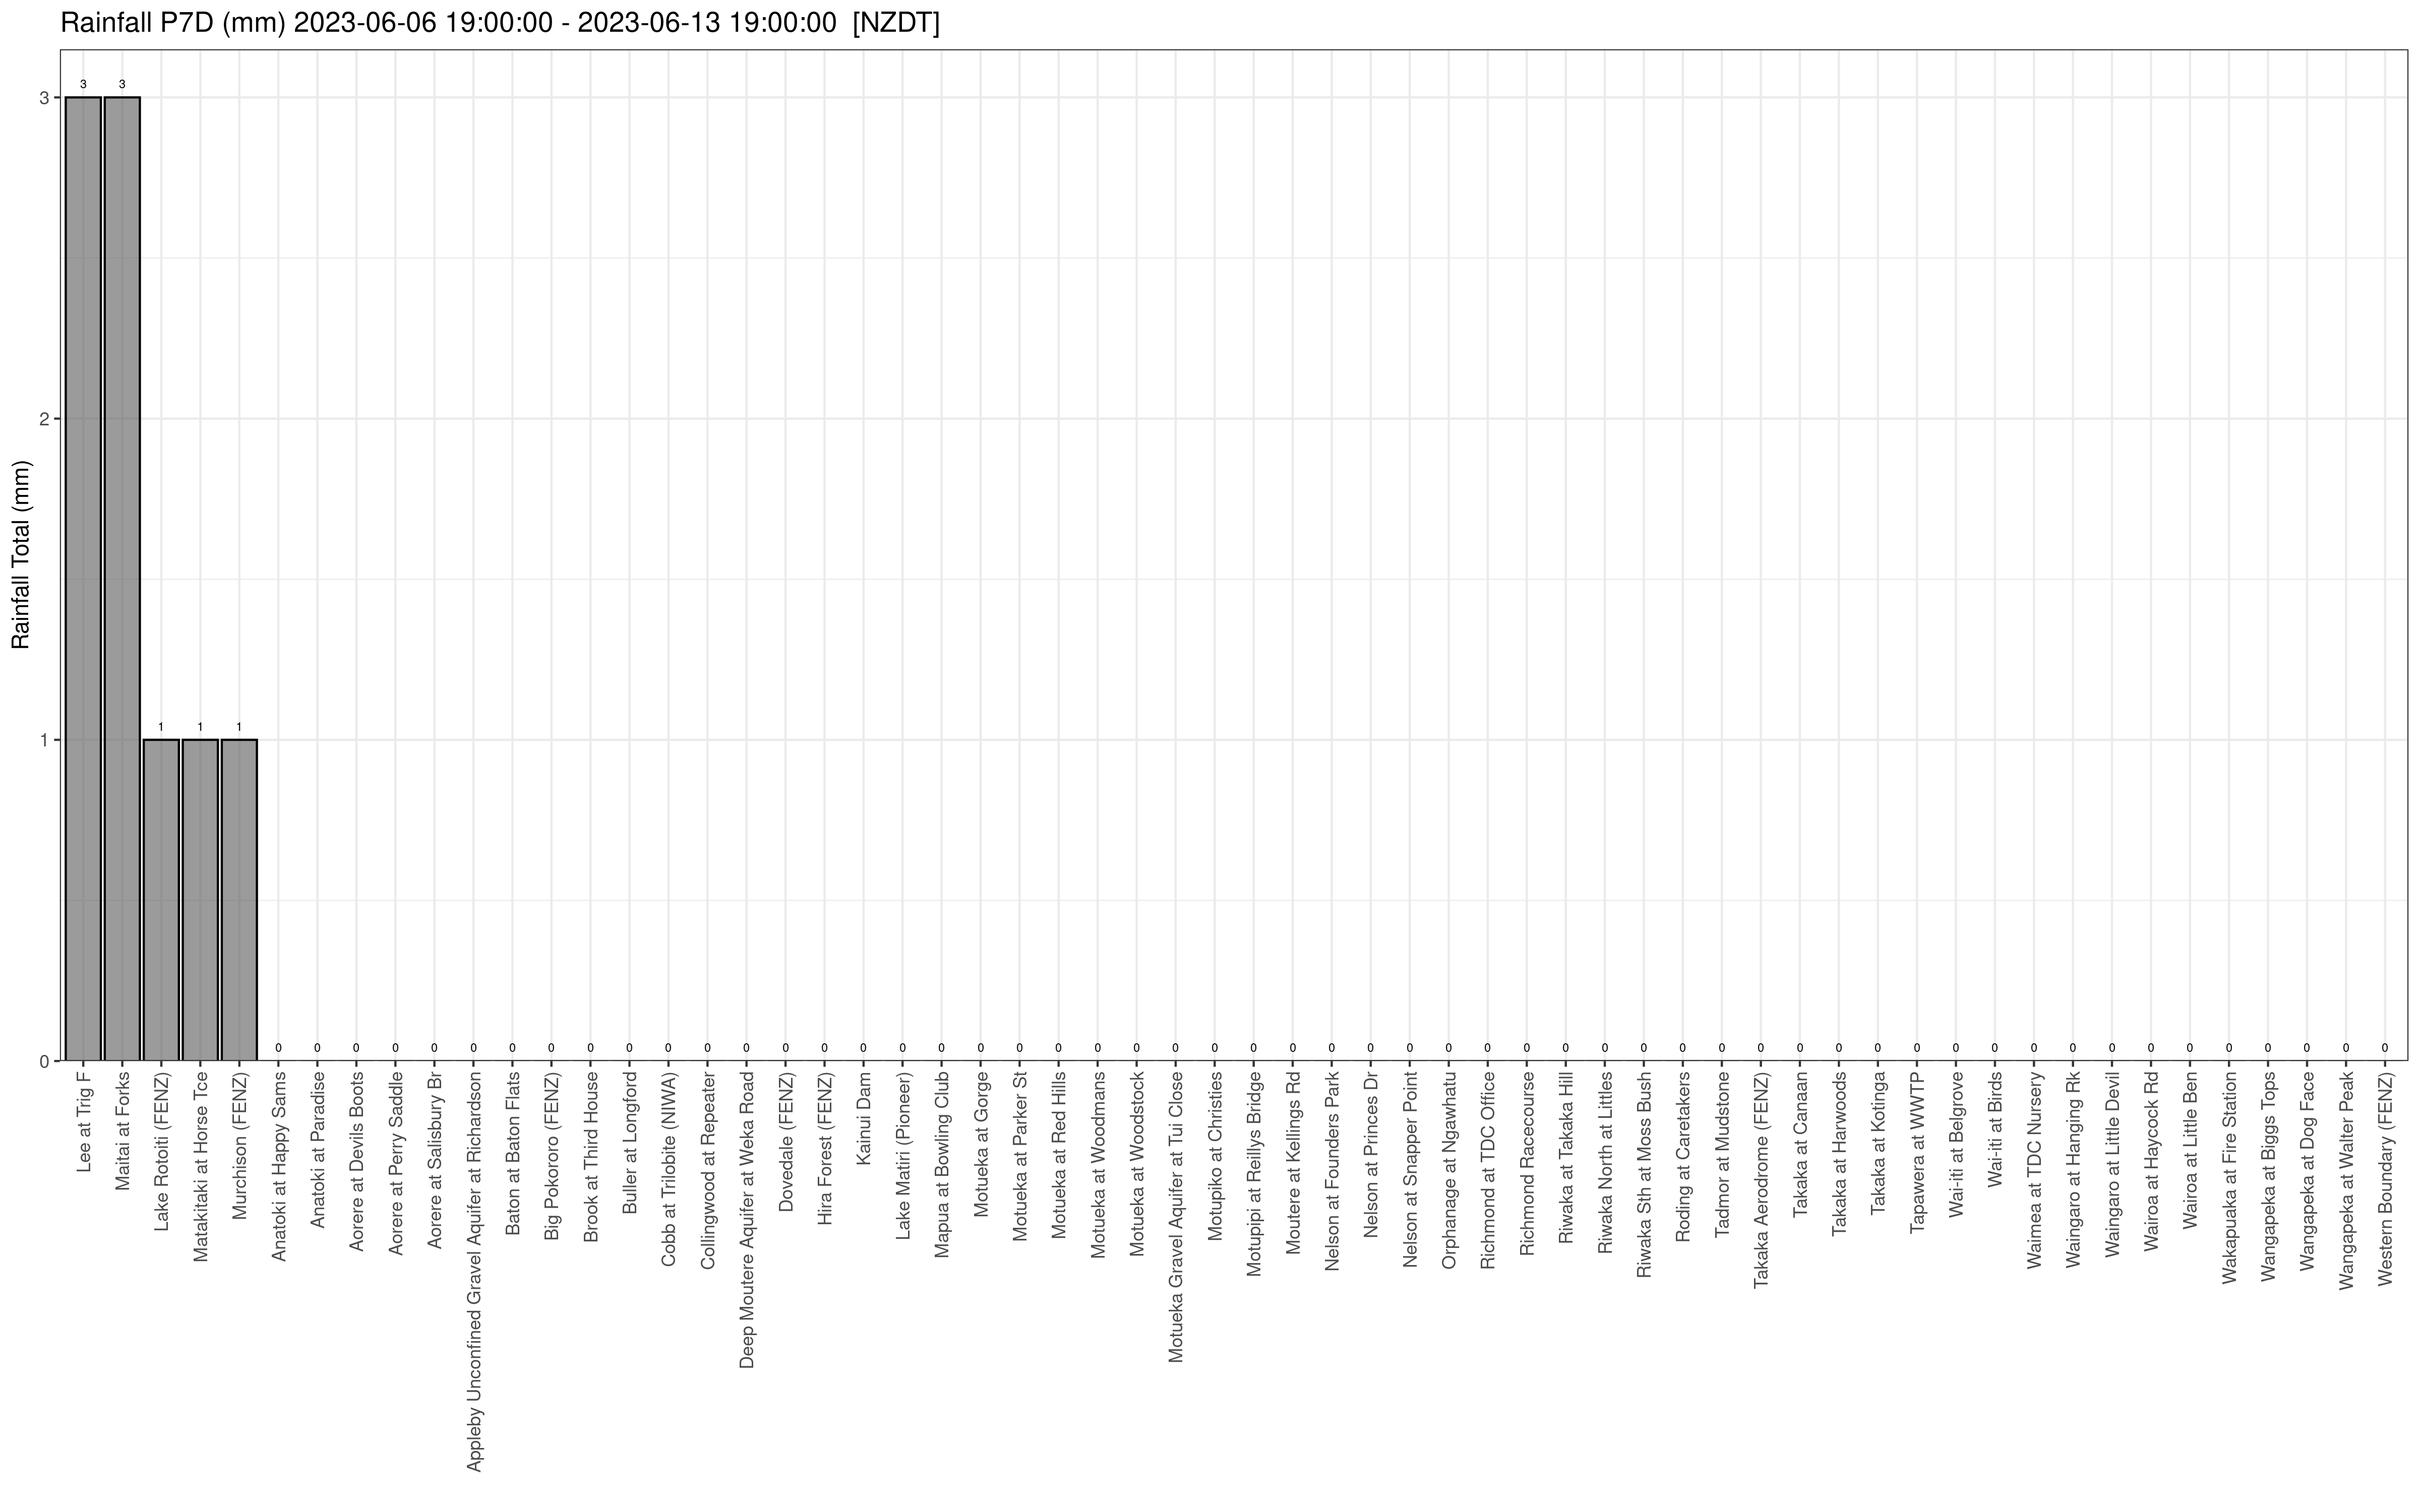 Rainfall P7D (mm) 2023-06-06 19:00:00 - 2023-06-13 19:00:00  [NZDT]
Rainfall Total (mm)
3
2
1
0
3 3 1 1 1 0 0 0 0 0 0 0 0 0 0 0 0 0 0 0 0 0 0 0 0 0 0 0 0 0 0 0 0 0 0 0 0 0 0 0 0 0 0 0 0 0 0 0 0 0 0 0 0 0 0 0 0 0 0 0
Lee at Trig F
Maitai at Forks
Lake Rotoiti (FENZ)
Matakitaki at Horse Tce
Murchison (FENZ)
Anatoki at Happy Sams
Anatoki at Paradise
Aorere at Devils Boots
Aorere at Perry Saddle
Aorere at Salisbury Br
Appleby Unconfined Gravel Aquifer at Richardson
Baton at Baton Flats
Big Pokororo (FENZ)
Brook at Third House
Buller at Longford
Cobb at Trilobite (NIWA)
Collingwood at Repeater
Deep Moutere Aquifer at Weka Road
Dovedale (FENZ)
Hira Forest (FENZ)
Kainui Dam
Lake Matiri (Pioneer)
Mapua at Bowling Club
Motueka at Gorge
Motueka at Parker St
Motueka at Red Hills
Motueka at Woodmans
Motueka at Woodstock
Motueka Gravel Aquifer at Tui Close
Motupiko at Christies
Motupipi at Reillys Bridge
Moutere at Kellings Rd
Nelson at Founders Park
Nelson at Princes Dr
Nelson at Snapper Point
Orphanage at Ngawhatu
Richmond at TDC Office
Richmond Racecourse
Riwaka at Takaka Hill
Riwaka North at Littles
Riwaka Sth at Moss Bush
Roding at Caretakers
Tadmor at Mudstone
Takaka Aerodrome (FENZ)
Takaka at Canaan
Takaka at Harwoods
Takaka at Kotinga
Tapawera at WWTP
Wai-iti at Belgrove
Wai-iti at Birds
Waimea at TDC Nursery
Waingaro at Hanging Rk
Waingaro at Little Devil
Wairoa at Haycock Rd
Wairoa at Little Ben
Wakapuaka at Fire Station
Wangapeka at Biggs Tops
Wangapeka at Dog Face
Wangapeka at Walter Peak
Western Boundary (FENZ)